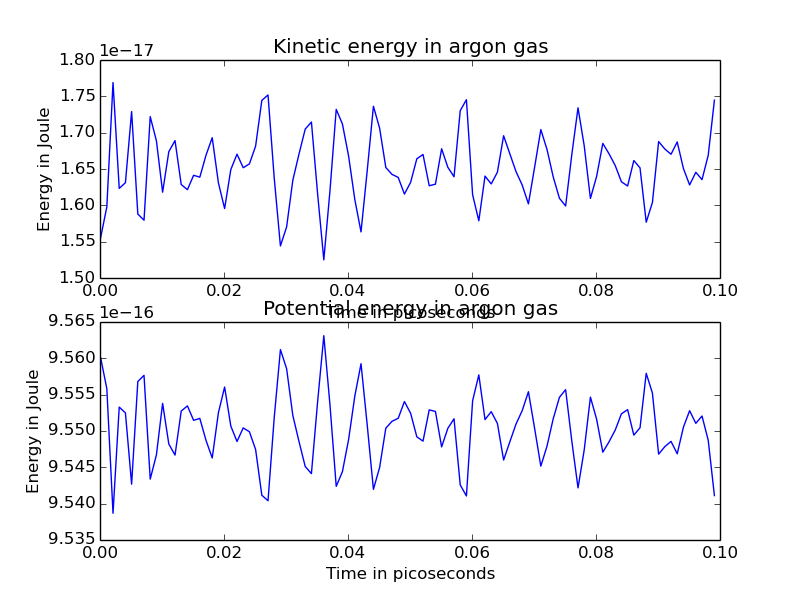 Kinetic energy in argon gas
1e−17
1.80
1.75
1.70
1.65
1.60
1.55
1.50
Energy in Joule
0.00 0.02 0.04 0.06 0.08 0.10
Time in picoseconds
Potential energy in argon gas
1e−16
9.565
9.560
9.555
9.550
9.545
9.540
9.535
Energy in Joule
0.00 0.02 0.04 0.06 0.08 0.10
Time in picoseconds